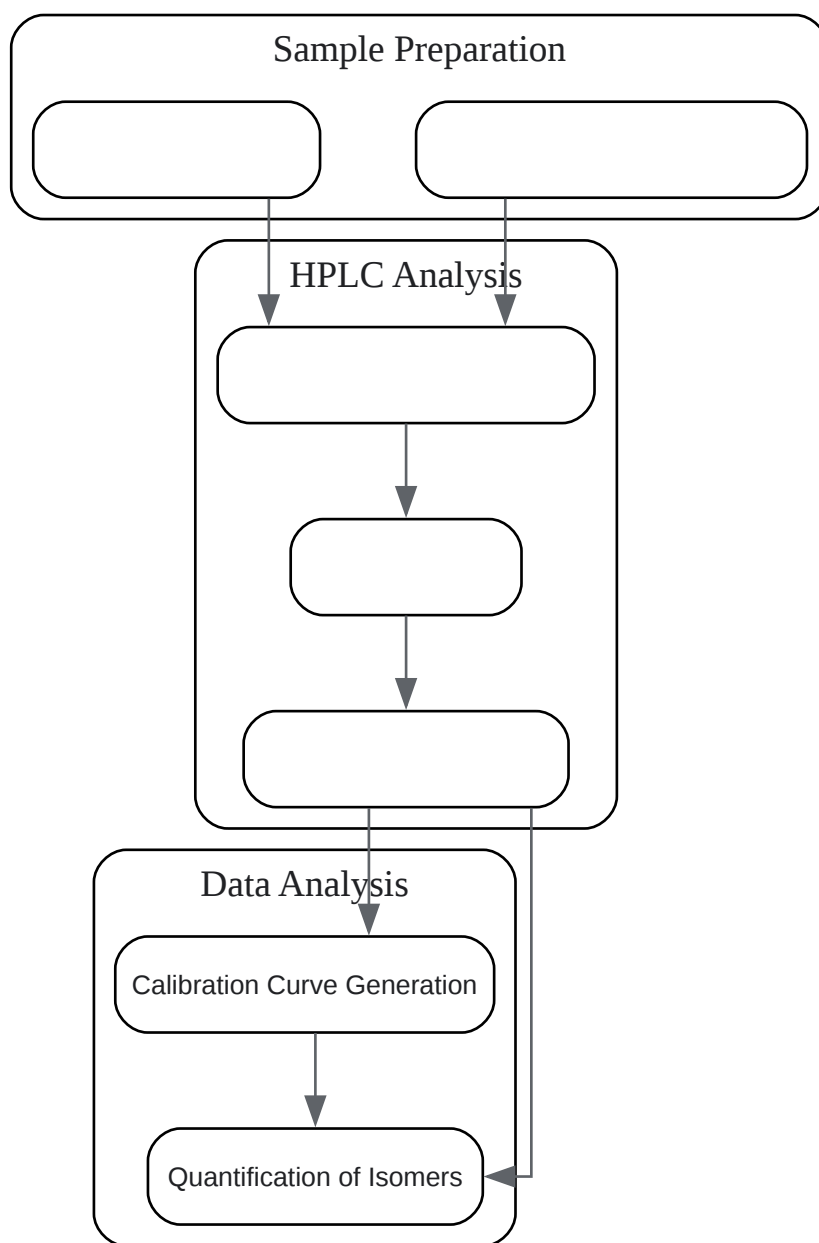 Sample Preparation
HPLC Analysis
Data Analysis
Calibration Curve Generation
Quantification of Isomers